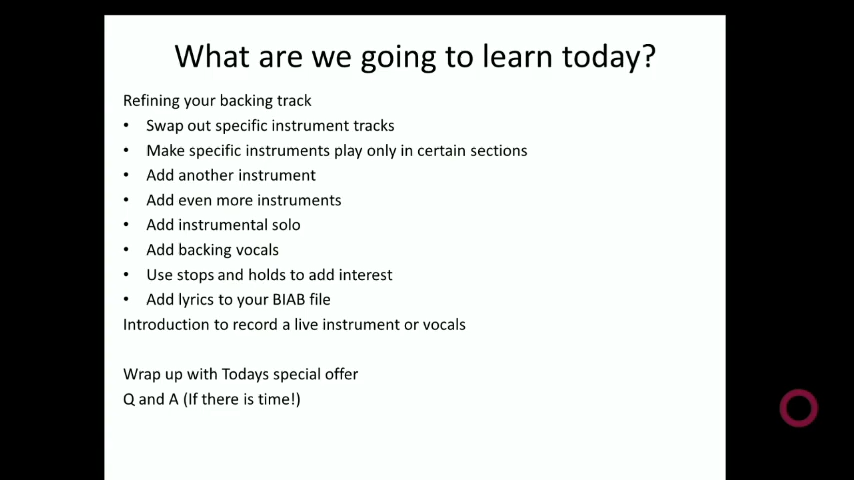 What are we going to learn today?
Refining your backing track
• Swap out specific instrument tracks
• Make specific instruments play only in certain sections
• Add another instrument
• Add even more instruments
• Add instrumental solo
• Add backing vocals
• Use stops and holds to add interest
• Add lyrics to your BIAB file
Introduction to record a live instrument or vocals
Wrap up with Todays special offer
Q and A (If there is time!)